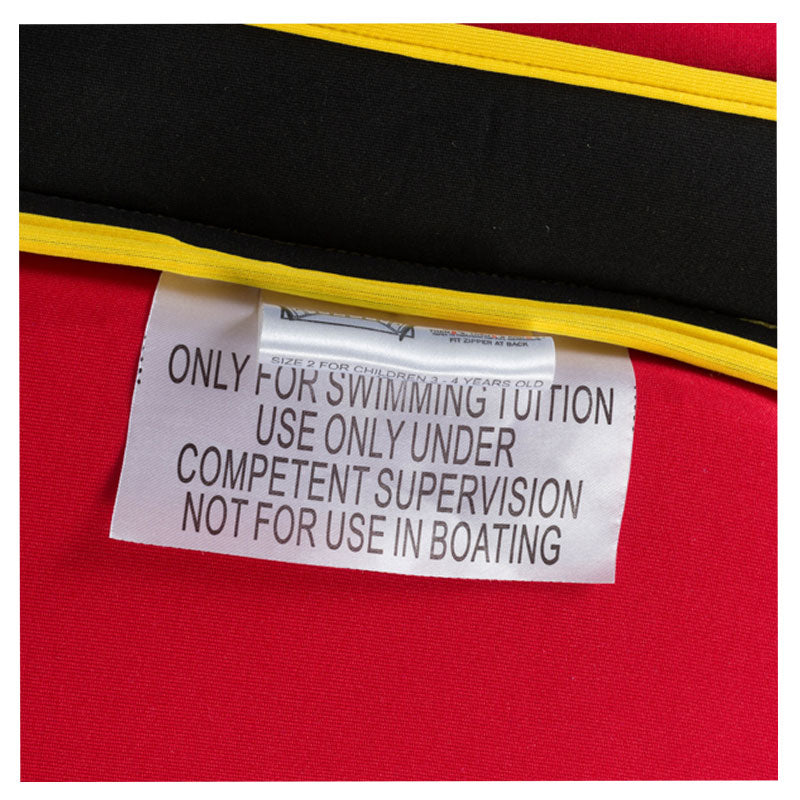 FIT ZIPPER AT BACK
SIZE 2 FOR CHILDREN 3 - 4 YEARS OLD
ONLY FOR SWIMMING TUITION
USE ONLY UNDER
COMPETENT SUPERVISION
NOT FOR USE IN BOATING